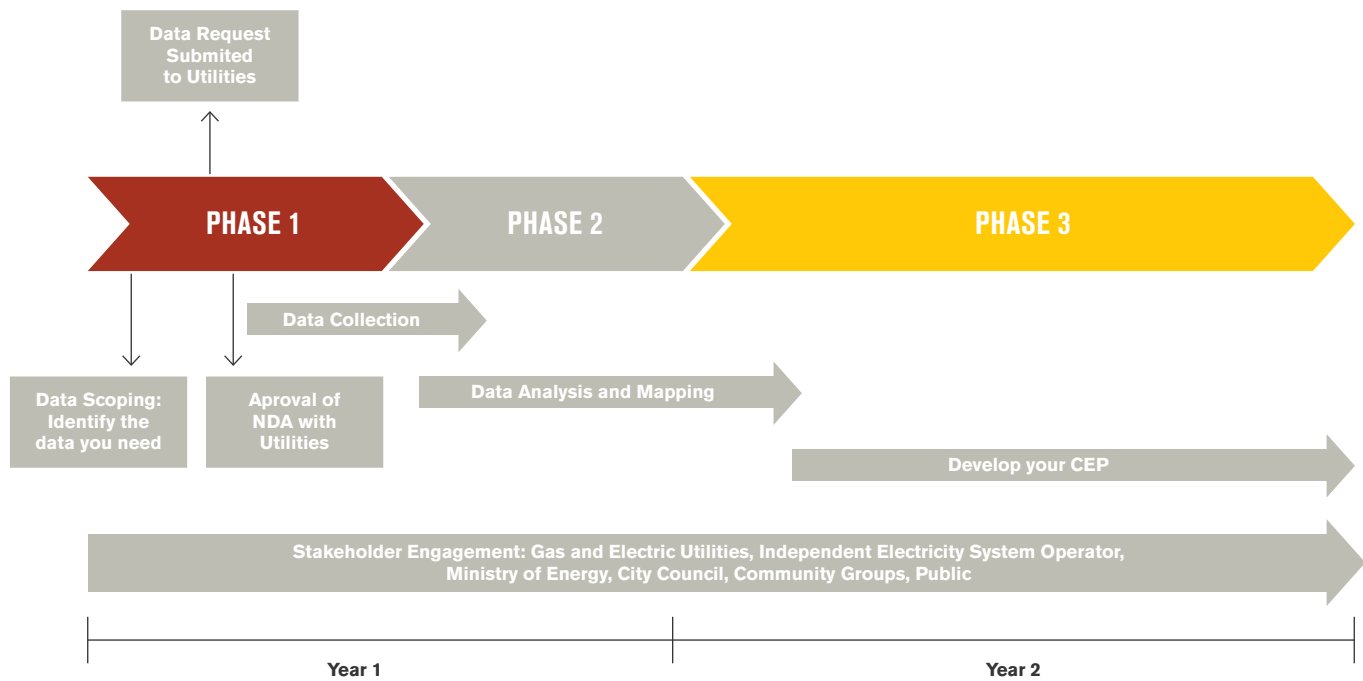 Data Request
Submited
to Utilities
PHASE 1
PHASE 2
PHASE 3
Data Collection
Data Scoping:
Identify the
data you need
Aproval of
NDA with
Utilities
Data Analysis and Mapping
Develop your CEP
Stakeholder Engagement: Gas and Electric Utilities, Independent Electricity System Operator,
Ministry of Energy, City Council, Community Groups, Public
Year 1
Year 2